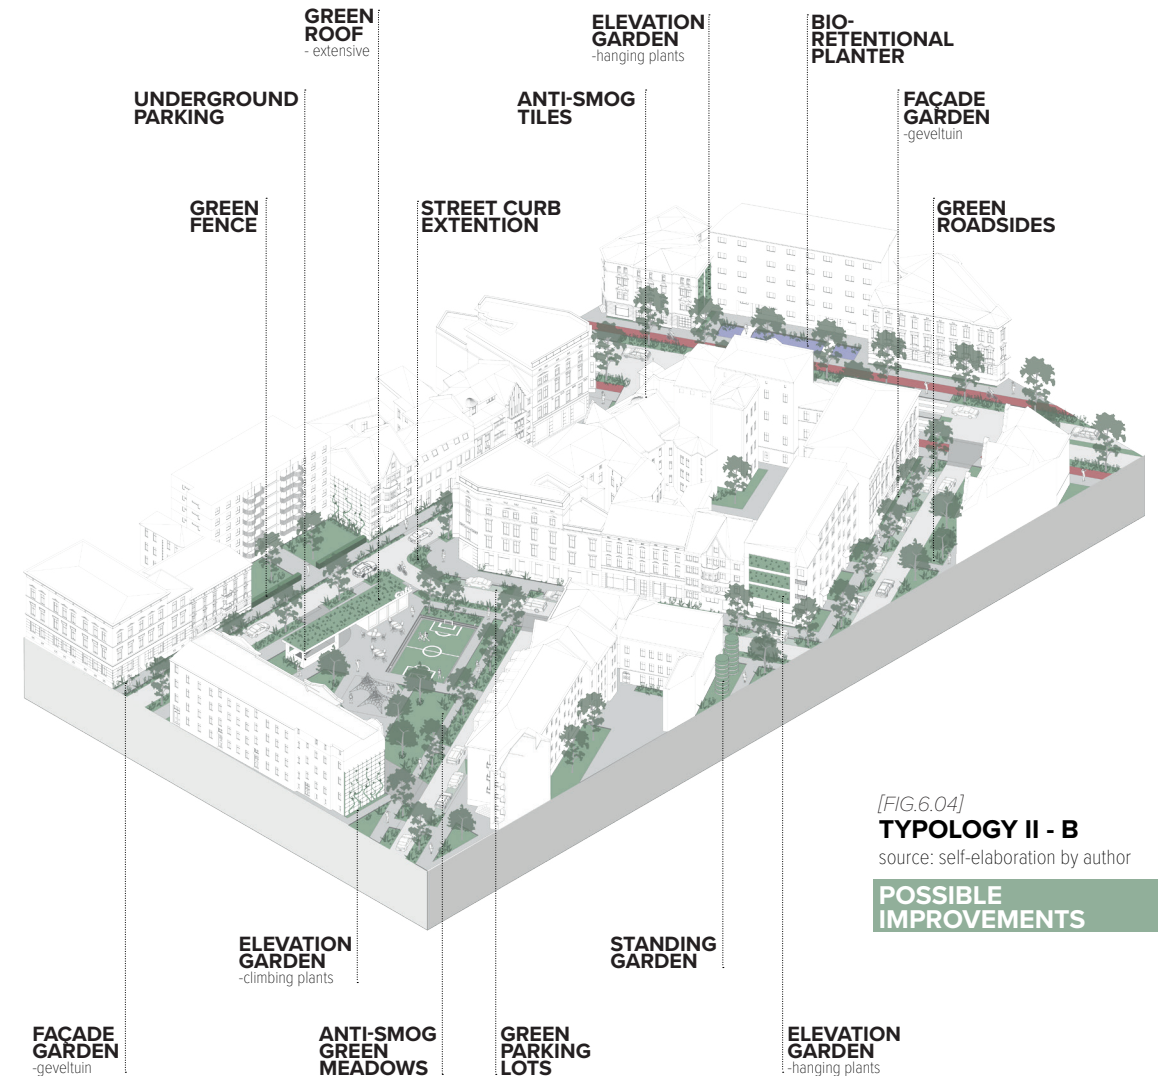 GREEN
ROOF
- extensive
ELEVATION
GARDEN
-hanging plants
BIO-
RETENTIONAL
PLANTER
UNDERGROUND
PARKING
ANTI-SMOG
TILES
FAÇADE
GARDEN
-geveltuin
GREEN
FENCE
STREET CURB
EXTENTION
GREEN
ROADSIDES
[FIG.6.04]
TYPOLOGY II - B
source: self-elaboration by author
POSSIBLE
IMPROVEMENTS
ELEVATION
GARDEN
-climbing plants
STANDING
GARDEN
FAÇADE
GARDEN
-geveltuin
ANTI-SMOG
GREEN
MEADOWS
GREEN
PARKING
LOTS
ELEVATION
GARDEN
-hanging plants